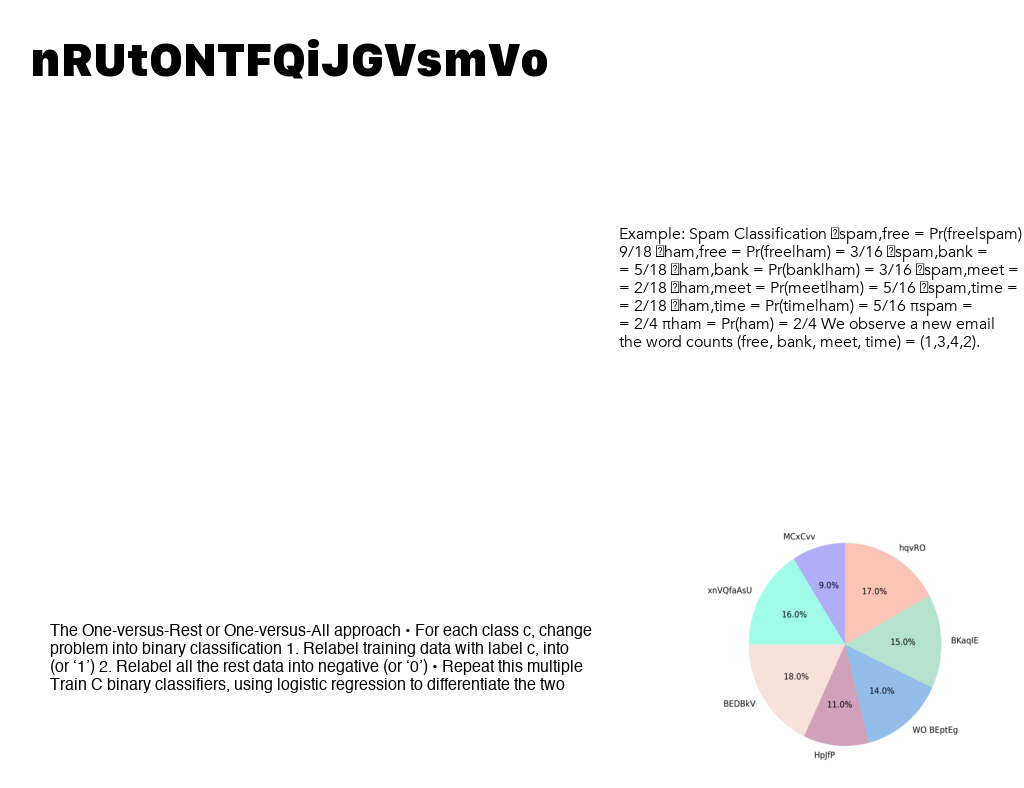 nRUtONTFQiJGVsmVo
Example: Spam Classification �spam,free = Pr(free|spam)
9/18 �ham,free = Pr(free|ham) = 3/16 �spam,bank =
= 5/18 �ham,bank = Pr(bank|ham) = 3/16 �spam,meet =
= 2/18 �ham,meet = Pr(meet|ham) = 5/16 �spam,time =
= 2/18 �ham,time = Pr(time|ham) = 5/16 πspam =
= 2/4 πham = Pr(ham) = 2/4 We observe a new email
the word counts (free, bank, meet, time) = (1,3,4,2).
The One-versus-Rest or One-versus-All approach • For each class c, change
problem into binary classification 1. Relabel training data with label c, into
(or ‘1’) 2. Relabel all the rest data into negative (or ‘0’) • Repeat this multiple
Train C binary classifiers, using logistic regression to differentiate the two
MCxCvv
hqvRO
9.0%
17.0%
xnVQfaAsU
16.0%
15.0%
BKaqlE
18.0%
14.0%
11.0%
BEDBkV
WO BEptEg
HpJfP